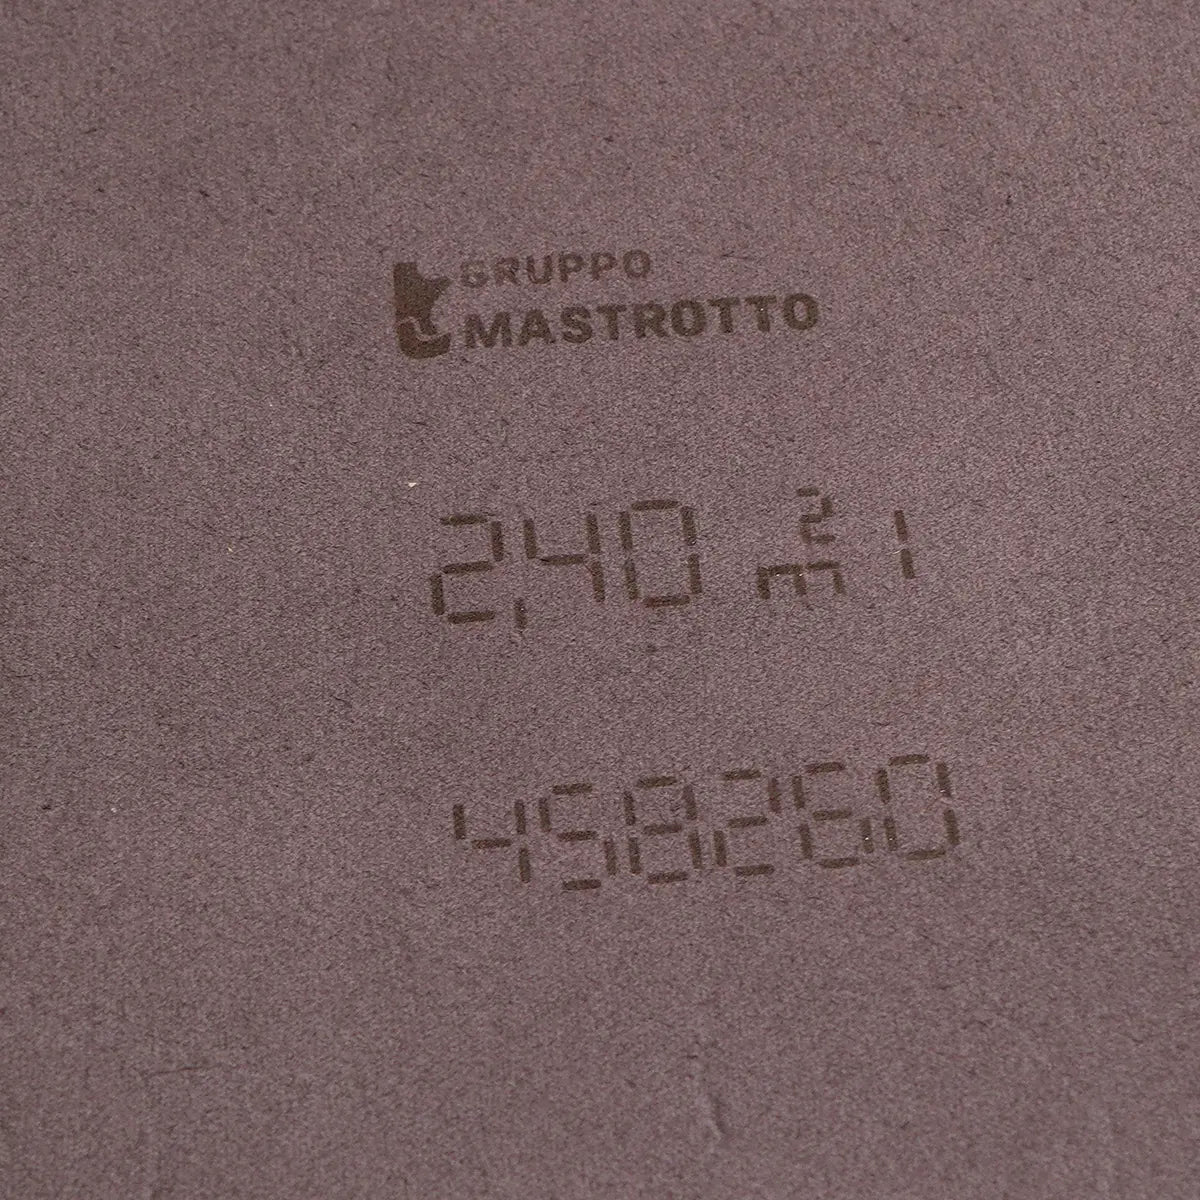 GRUPPO
MASTROTTO
2,40 m² 1
458260